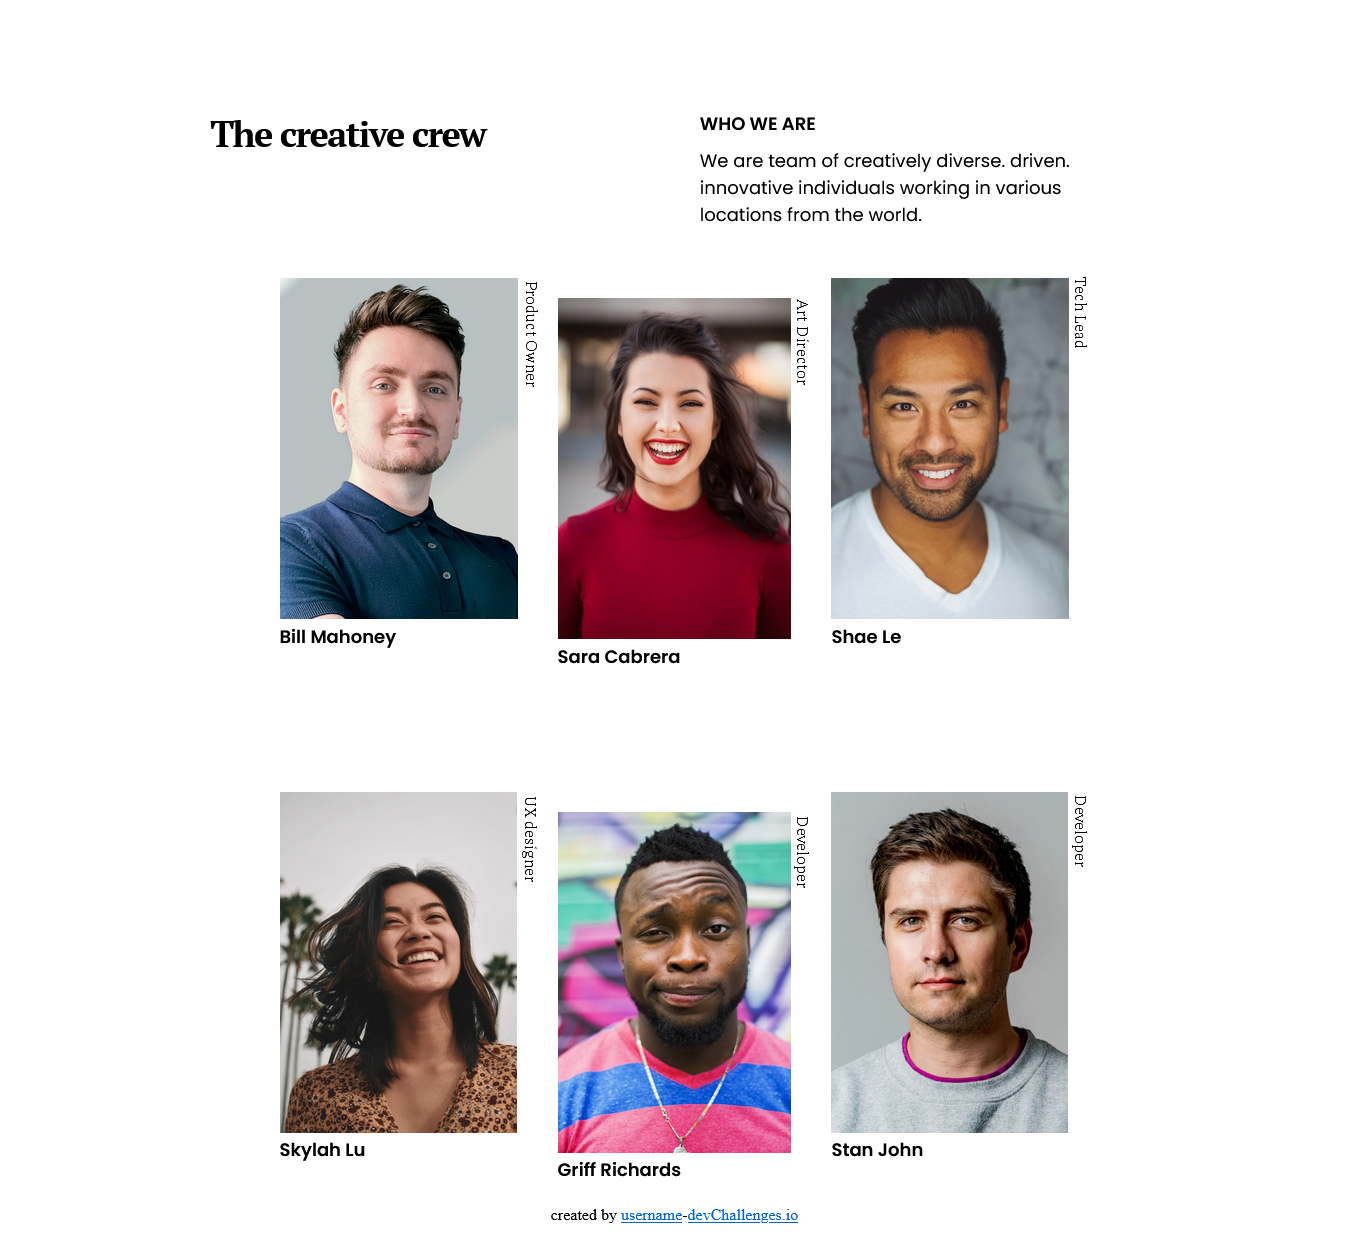 The creative crew
WHO WE ARE
We are team of creatively diverse. driven.
innovative individuals working in various
locations from the world.
Product Owner
Bill Mahoney
Art Director
Sara Cabrera
Tech Lead
Shae Le
UX designer
Skylah Lu
Developer
Griff Richards
Developer
Stan John
created by username-devChallenges.io